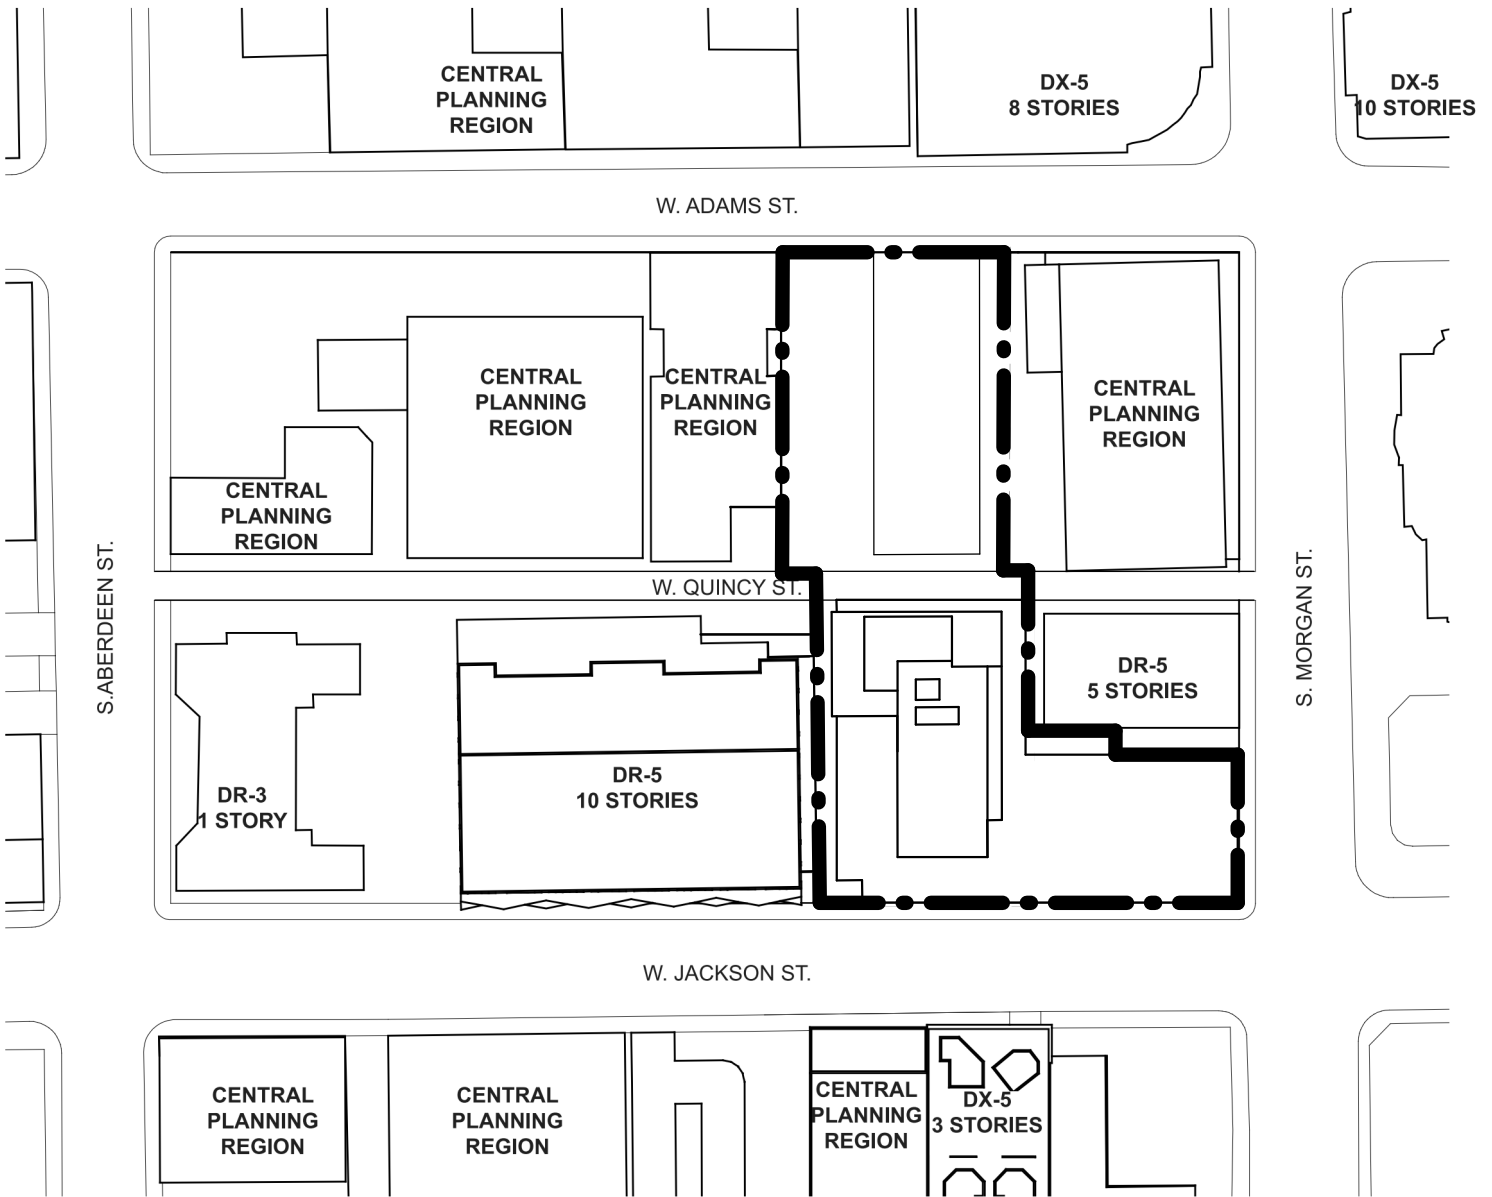 CENTRAL
PLANNING
REGION
DX-5
8 STORIES
DX-5
10 STORIES
W. ADAMS ST.
CENTRAL
PLANNING
REGION
CENTRAL
PLANNING
REGION
CENTRAL
PLANNING
REGION
CENTRAL
PLANNING
REGION
W. QUINCY ST.
S.ABERDEEN ST.
S. MORGAN ST.
DR-5
5 STORIES
DR-3
1 STORY
DR-5
10 STORIES
W. JACKSON ST.
CENTRAL
PLANNING
REGION
CENTRAL
PLANNING
REGION
CENTRAL
PLANNING
REGION
DX-5
3 STORIES